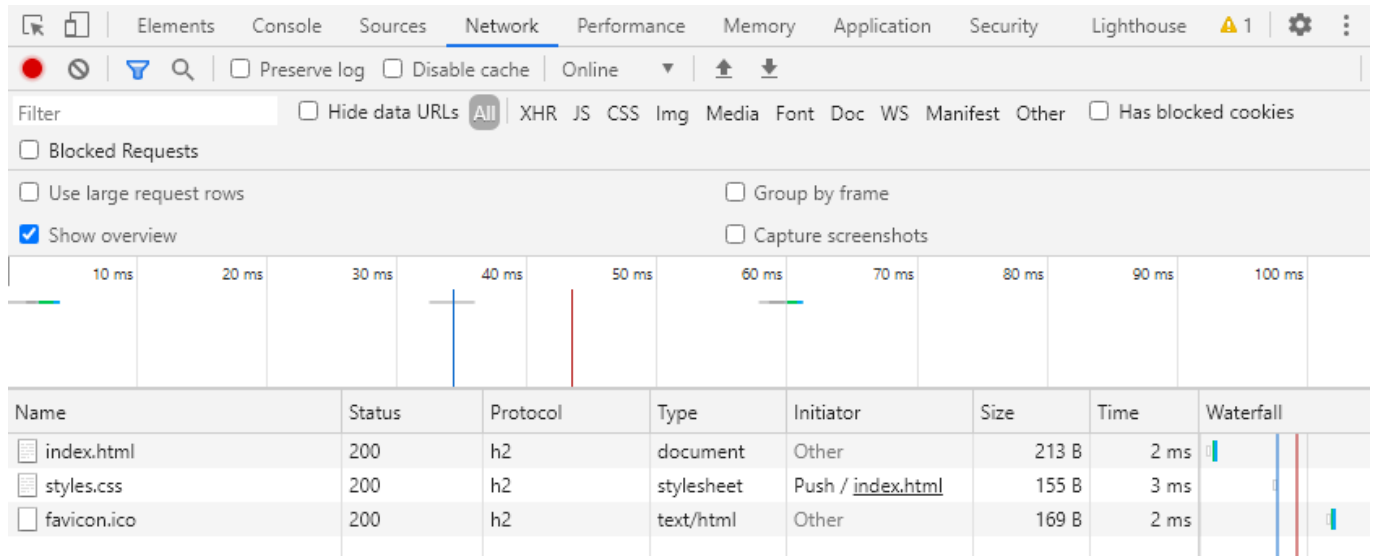 Elements Console Sources Network Performance Memory Application Security Lighthouse 1
Preserve log Disable cache Online
Filter Hide data URLs All XHR JS CSS Img Media Font Doc WS Manifest Other Has blocked cookies
Blocked Requests
Use large request rows Group by frame
Show overview Capture screenshots
10 ms 20 ms 30 ms 40 ms 50 ms 60 ms 70 ms 80 ms 90 ms 100 ms
Name Status Protocol Type Initiator Size Time Waterfall
index.html 200 h2 document Other 213 B 2 ms
styles.css 200 h2 stylesheet Push / index.html 155 B 3 ms
favicon.ico 200 h2 text/html Other 169 B 2 ms